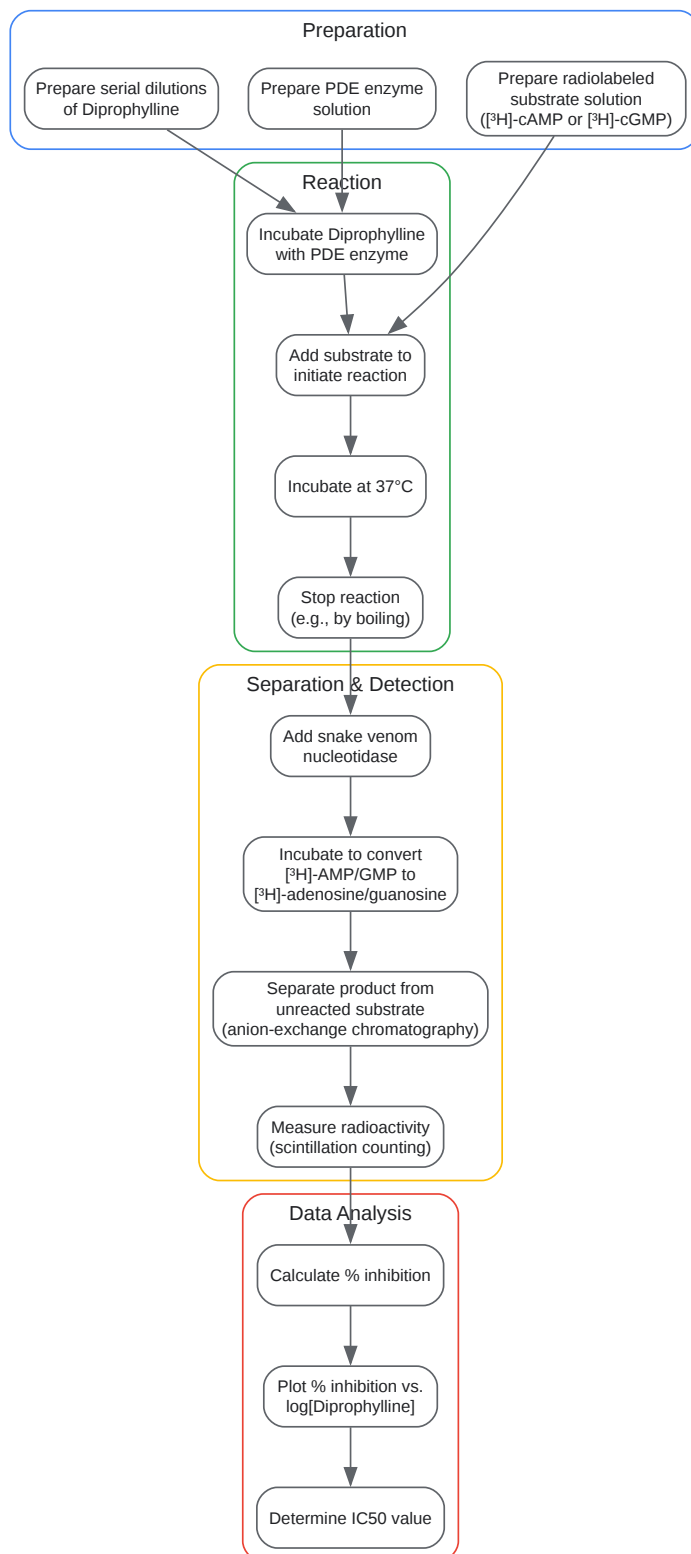 Preparation
Prepare serial dilutions
of Diprophylline
Prepare PDE enzyme
solution
Prepare radiolabeled
substrate solution
([³H]-cAMP or [³H]-cGMP)
Reaction
Incubate Diprophylline
with PDE enzyme
Add substrate to
initiate reaction
Incubate at 37°C
Stop reaction
(e.g., by boiling)
Separation & Detection
Add snake venom
nucleotidase
Incubate to convert
[³H]-AMP/GMP to
[³H]-adenosine/guanosine
Separate product from
unreacted substrate
(anion-exchange chromatography)
Measure radioactivity
(scintillation counting)
Data Analysis
Calculate % inhibition
Plot % inhibition vs.
log[Diprophylline]
Determine IC50 value